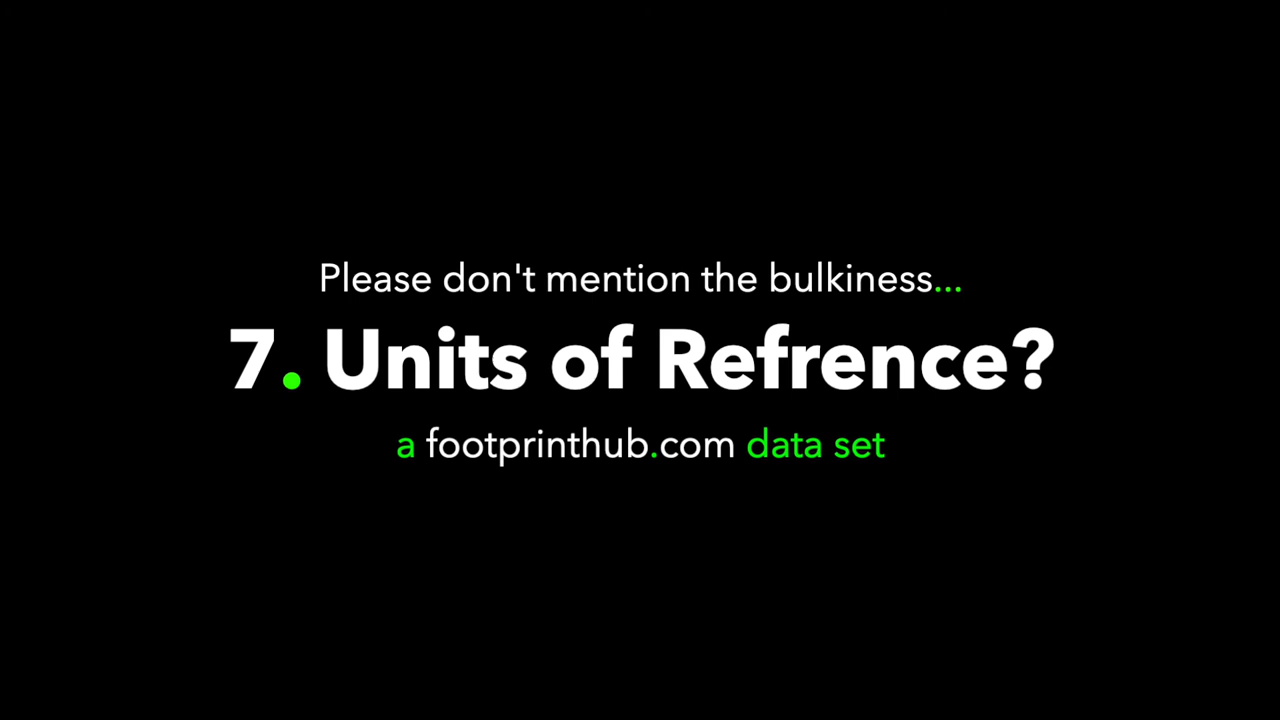 Please don't mention the bulkiness...
7. Units of Refrence?
a footprinthub.com data set